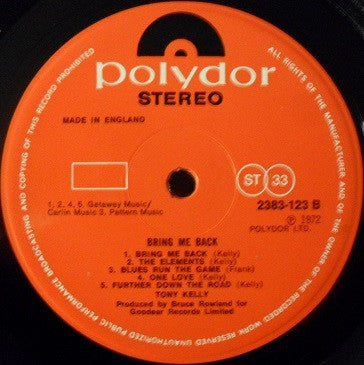 polydor
STEREO
MADE IN ENGLAND
1, 2, 4, 5, Getaway Music/
Carlin Music 3. Pattern Music
ST 33
2383-123 B
℗ 1972
POLYDOR LTD.
BRING ME BACK
1. BRING ME BACK (Kelly)
2. THE ELEMENTS (Kelly)
3. BLUES RUN THE GAME (Frank)
4. ONE LOVE (Kelly)
5. FURTHER DOWN THE ROAD (Kelly)
TONY KELLY
Produced by Bruce Rowland for
Goodear Records Limited
ALL RIGHTS OF THE MANUFACTURER AND OF THE OWNER OF THE RECORDED WORK RESERVED UNAUTHORIZED PUBLIC PERFORMANCE BROADCASTING AND COPYING OF THIS RECORD PROHIBITED